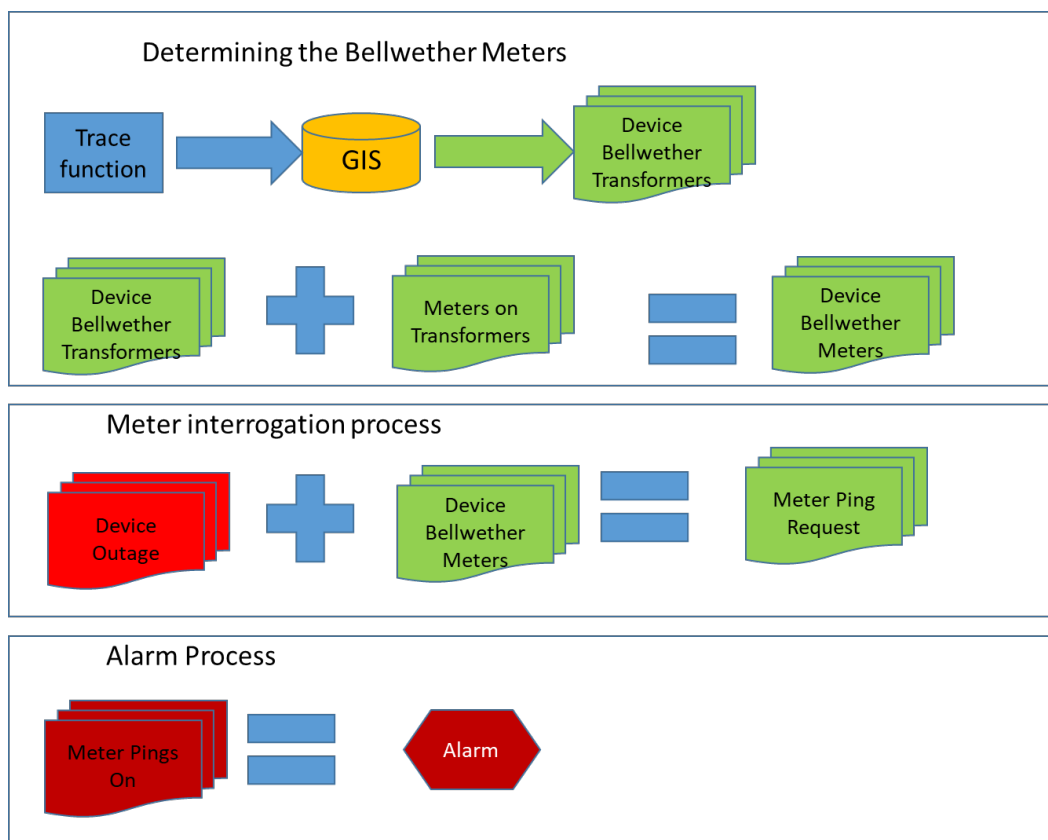 Determining the Bellwether Meters
Trace
function
GIS
Device
Bellwether
Transformers
Device
Bellwether
Transformers
Meters on
Transformers
Device
Bellwether
Meters
Meter interrogation process
Device
Outage
Device
Bellwether
Meters
Meter Ping
Request
Alarm Process
Meter Pings
On
Alarm